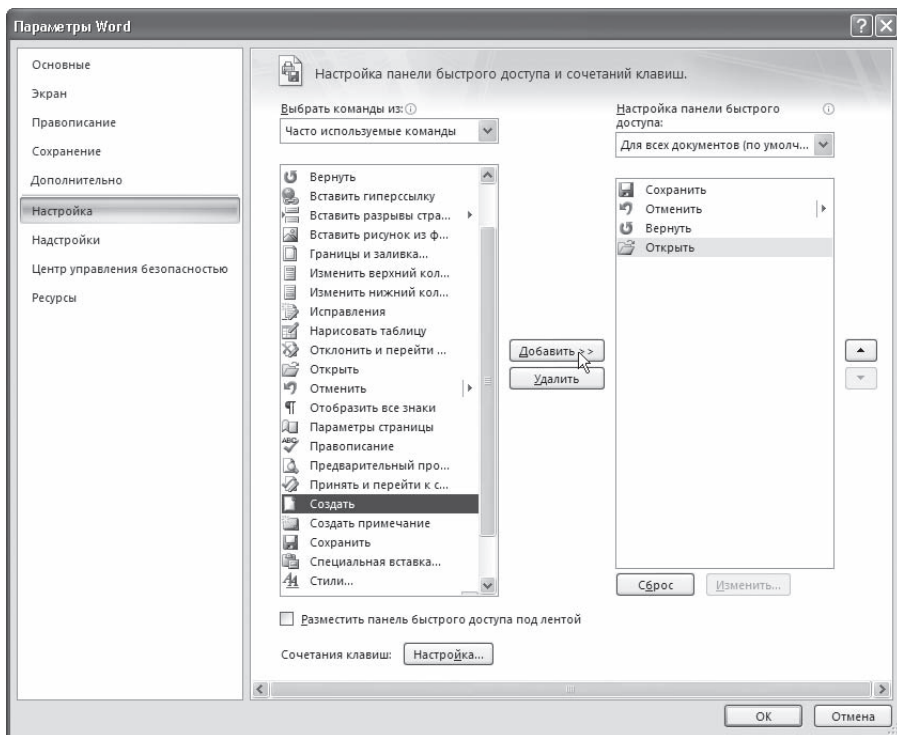 Параметры Word
Основные
Экран
Правописание
Сохранение
Дополнительно
Настройка
Надстройки
Центр управления безопасностью
Ресурсы
Настройка панели быстрого доступа и сочетаний клавиш.
Выбрать команды из:
Часто используемые команды
Вернуть
Вставить гиперссылку
Вставить разрывы стра...
Вставить рисунок из ф...
Границы и заливка...
Изменить верхний кол...
Изменить нижний кол...
Исправления
Нарисовать таблицу
Отклонить и перейти ...
Открыть
Отменить
Отобразить все знаки
Параметры страницы
Правописание
Предварительный про...
Принять и перейти к с...
Создать
Создать примечание
Сохранить
Специальная вставка...
Стили...
Добавить >>
Удалить
Настройка панели быстрого
доступа:
Для всех документов (по умолч...
Сохранить
Отменить
Вернуть
Открыть
Сброс
Изменить...
Разместить панель быстрого доступа под лентой
Сочетания клавиш:
Настройка...
ОК
Отмена